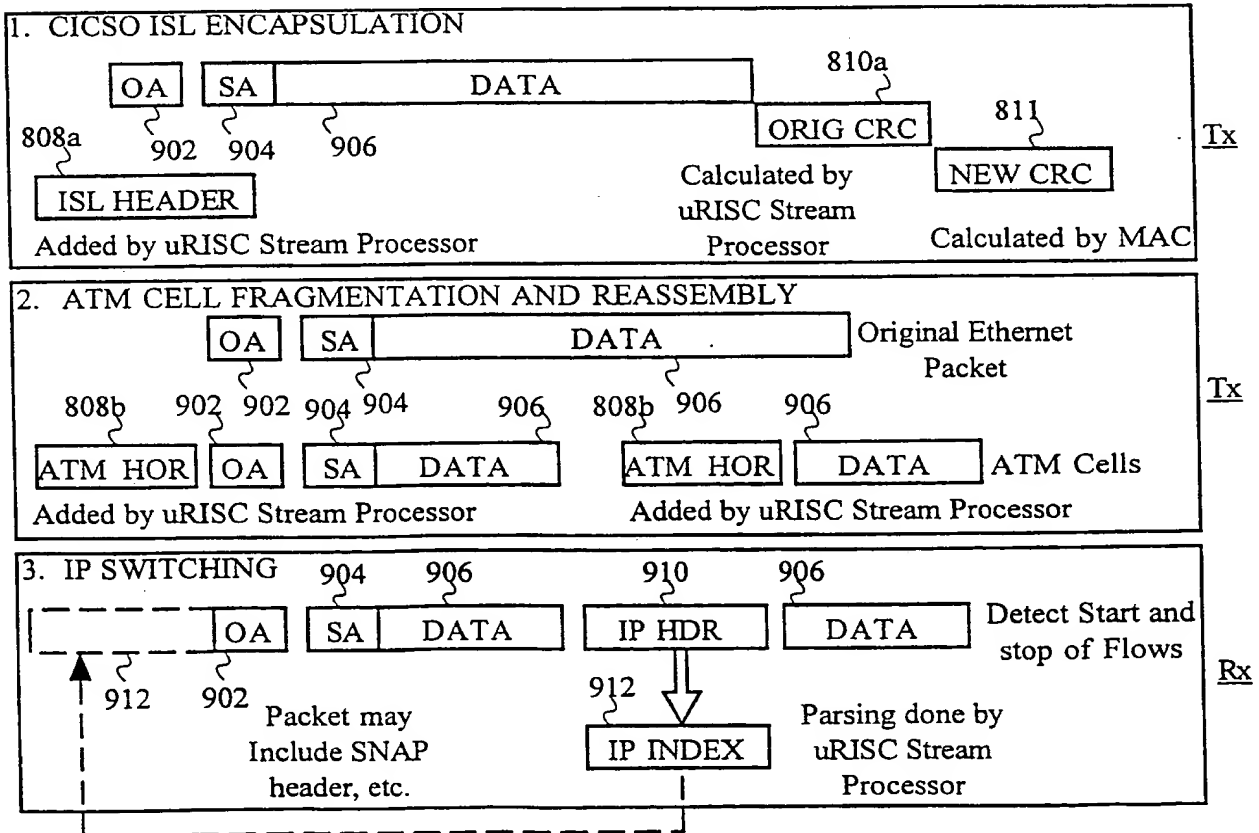 1. CICSO ISL ENCAPSULATION
810a
OA SA DATA
811
808a 902 904 906 ORIG CRC Tx
ISL HEADER Calculated by uRISC Stream Processor NEW CRC
Added by uRISC Stream Processor Calculated by MAC
2. ATM CELL FRAGMENTATION AND REASSEMBLY
OA SA DATA Original Ethernet Packet
808b 902 902 904 904 906 808b 906 906 Tx
ATM HOR OA SA DATA ATM HOR DATA ATM Cells
Added by uRISC Stream Processor Added by uRISC Stream Processor
3. IP SWITCHING 904 906 910 906
OA SA DATA IP HDR DATA Detect Start and stop of Flows
912 902 912 Rx
Packet may Include SNAP header, etc.
IP INDEX
Parsing done by uRISC Stream Processor